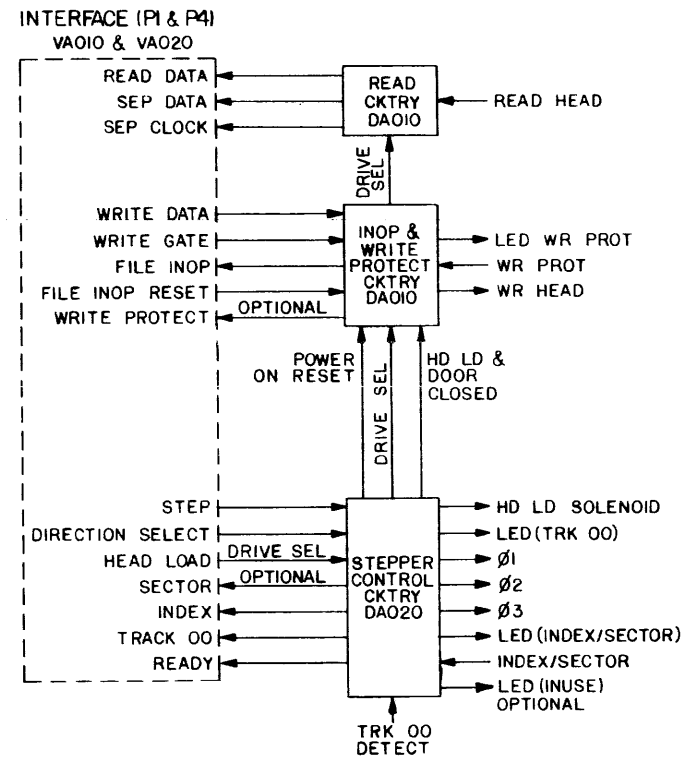 INTERFACE (P1 & P4)
VA010 & VA020
READ DATA
SEP DATA
SEP CLOCK
READ
CKTRY
DA010
READ HEAD
DRIVE
SEL
WRITE DATA
WRITE GATE
FILE INOP
FILE INOP RESET
WRITE PROTECT
OPTIONAL
INOP &
WRITE
PROTECT
CKTRY
DA010
LED WR PROT
WR PROT
WR HEAD
POWER
ON RESET
DRIVE SEL
HD LD &
DOOR
CLOSED
STEP
DIRECTION SELECT
HEAD LOAD
DRIVE SEL
SECTOR
OPTIONAL
INDEX
TRACK 00
READY
STEPPER
CONTROL
CKTRY
DA020
HD LD SOLENOID
LED (TRK 00)
Ø1
Ø2
Ø3
LED (INDEX/SECTOR)
INDEX/SECTOR
LED (INUSE)
OPTIONAL
TRK 00
DETECT